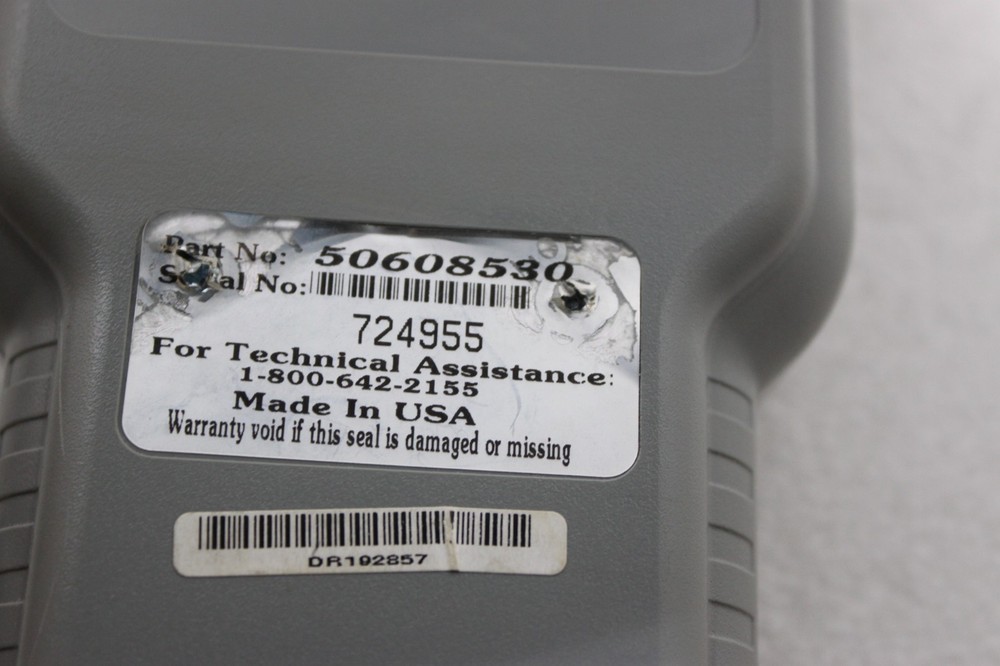 Part No: 50608530
Serial No:
724955
For Technical Assistance:
1-800-642-2155
Made In USA
Warranty void if this seal is damaged or missing
DR192857